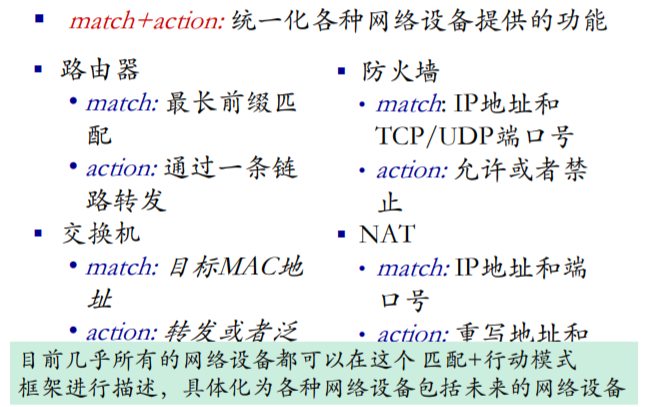 match+action: 统一化各种网络设备提供的功能
路由器
match: 最长前缀匹
配
action: 通过一条链
路转发
交换机
match: 目标MAC地
址
action: 转发或者泛
防火墙
match: IP地址和
TCP/UDP端口号
action: 允许或者禁
止
NAT
match: IP地址和端
口号
action: 重写地址和
目前几乎所有的网络设备都可以在这个 匹配+行动模式
框架进行描述，具体化为各种网络设备包括未来的网络设备